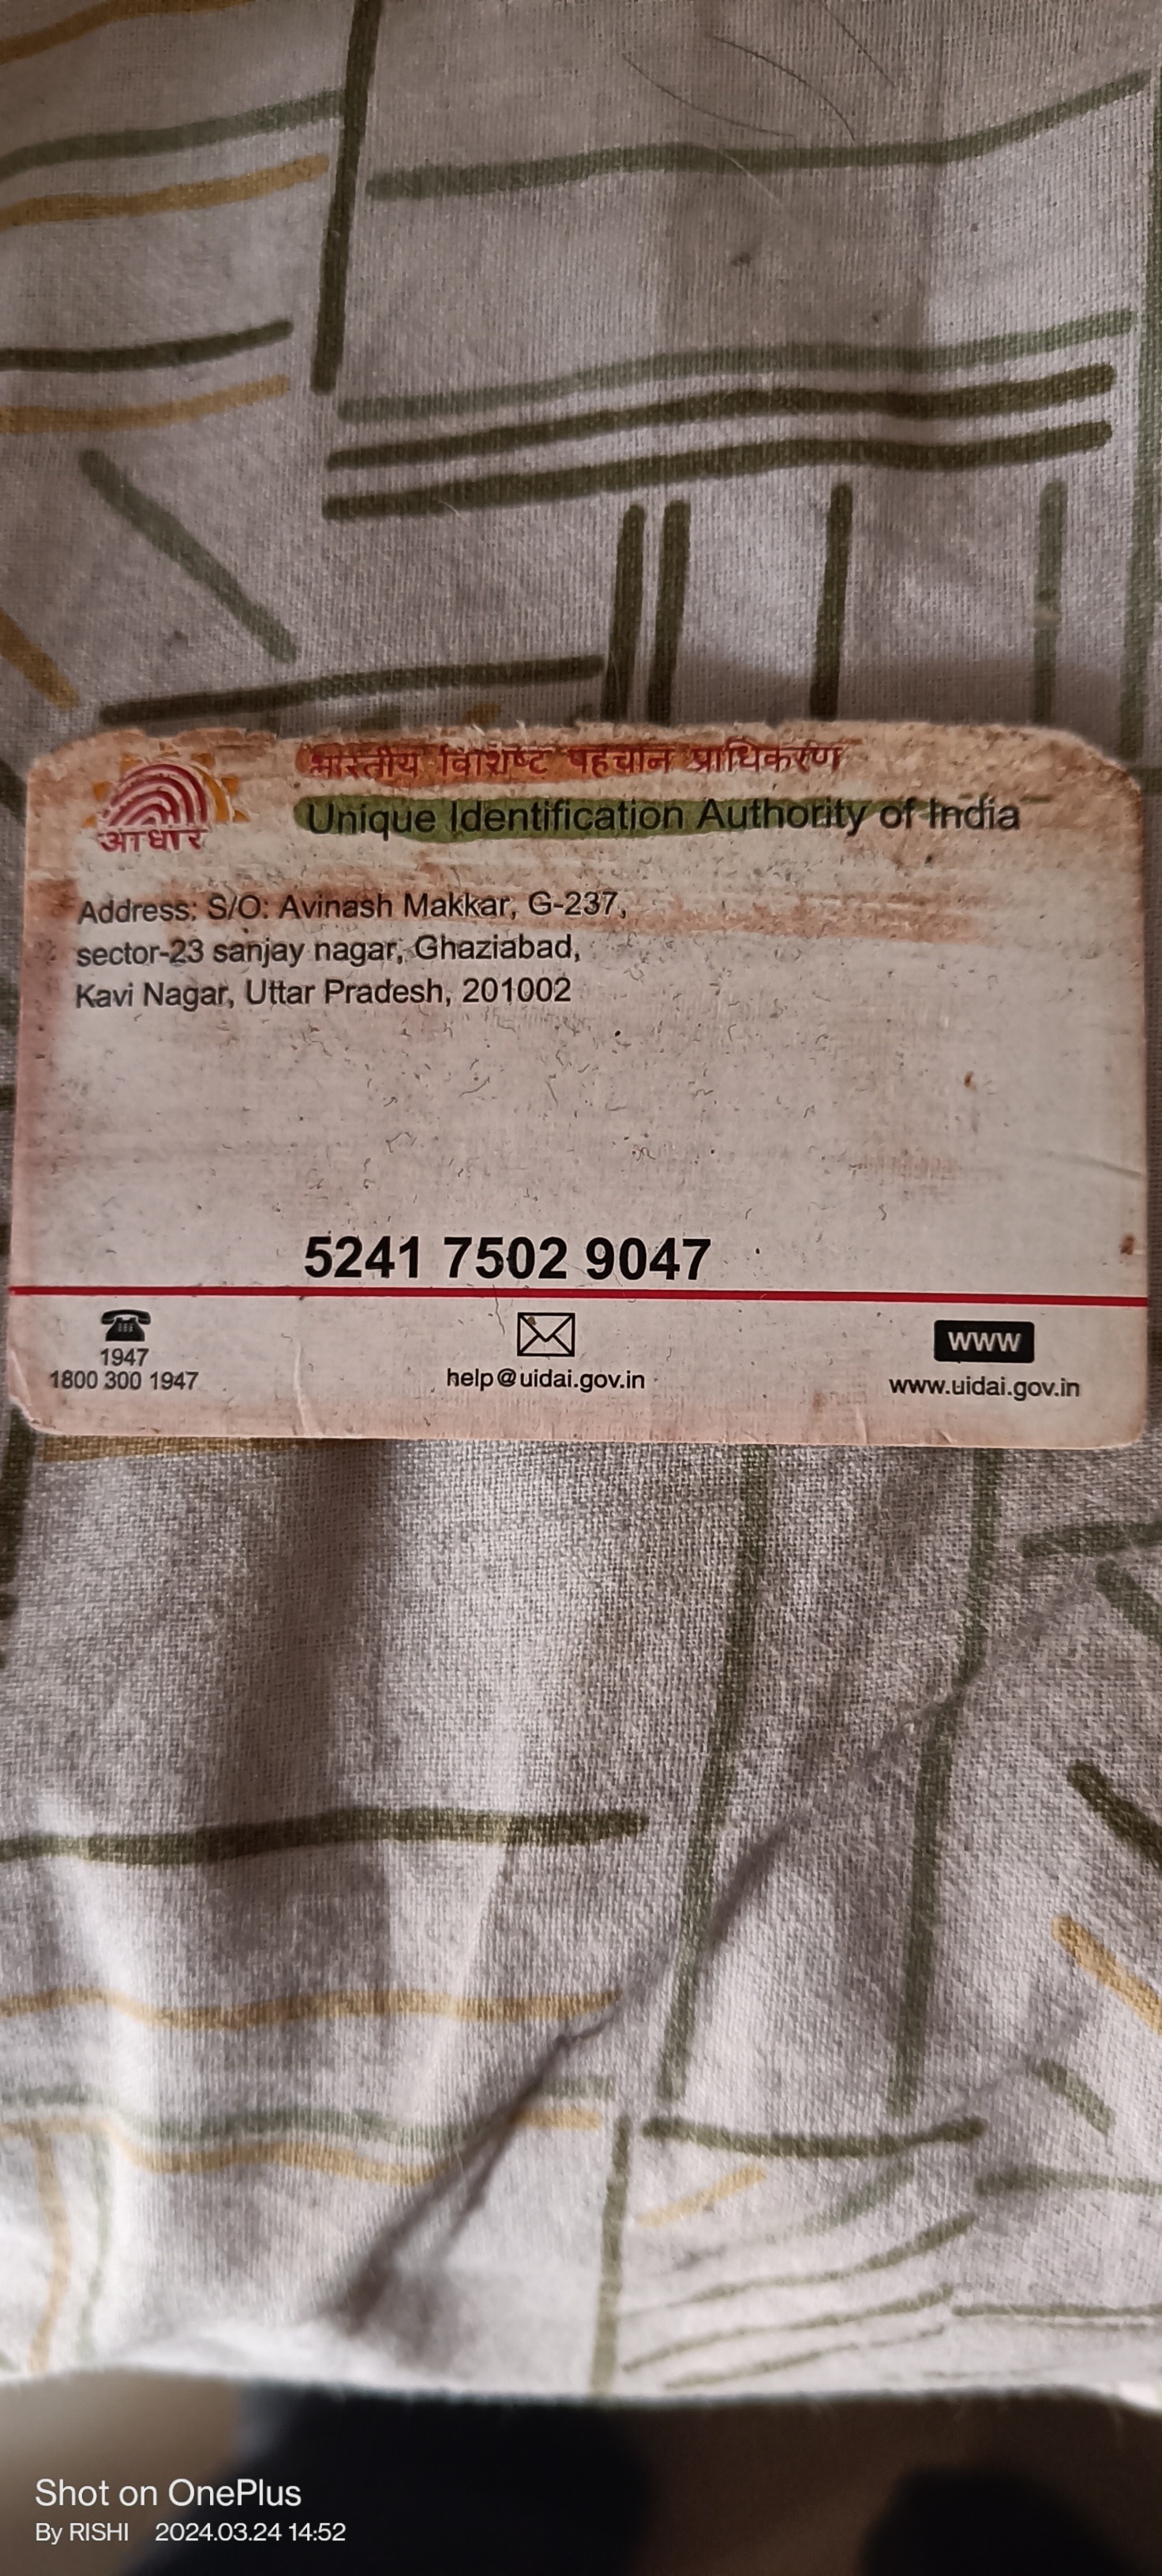 भारतीय विशिष्ट पहचान प्राधिकरण
Unique Identification Authority of India
आधार
Address: S/O: Avinash Makkar, G-237,
sector-23 sanjay nagar, Ghaziabad,
Kavi Nagar, Uttar Pradesh, 201002
5241 7502 9047
1947
1800 300 1947
help@uidai.gov.in
www
www.uidai.gov.in
Shot on OnePlus
By RISHI 2024.03.24 14:52